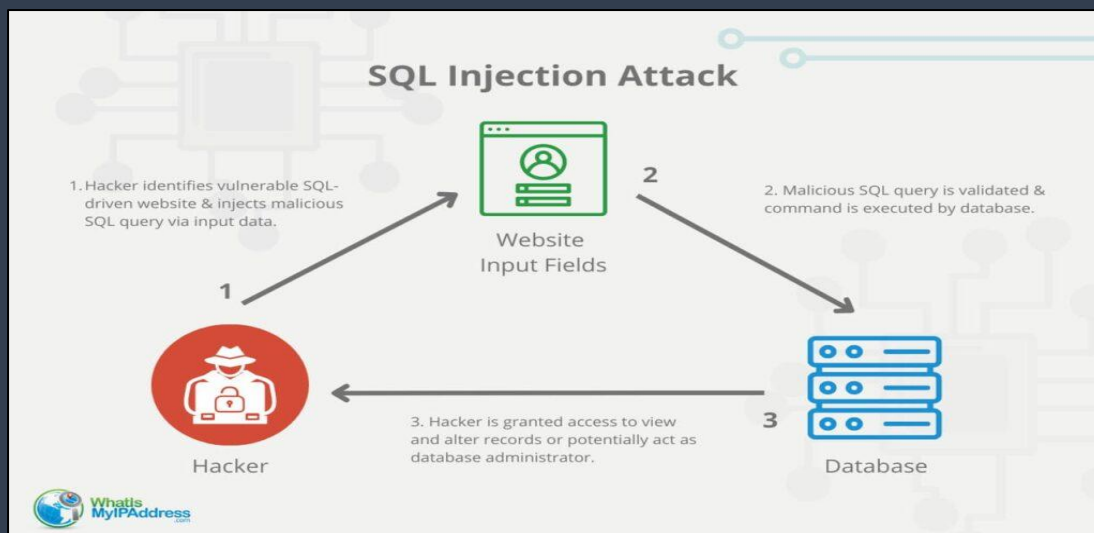 SQL Injection Attack
1. Hacker identifies vulnerable SQL-
driven website & injects malicious
SQL query via input data.
2
2. Malicious SQL query is validated &
command is executed by database.
Website
Input Fields
1
3. Hacker is granted access to view
and alter records or potentially act as
database administrator.
3
Hacker
Database
WhatIs
MyIPAddress
.com